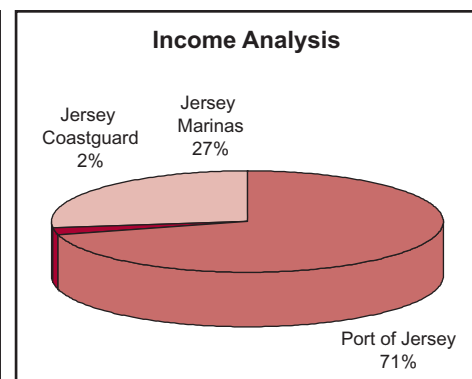 Income Analysis
Jersey
Coastguard
2%
Jersey
Marinas
27%
Port of Jersey
71%